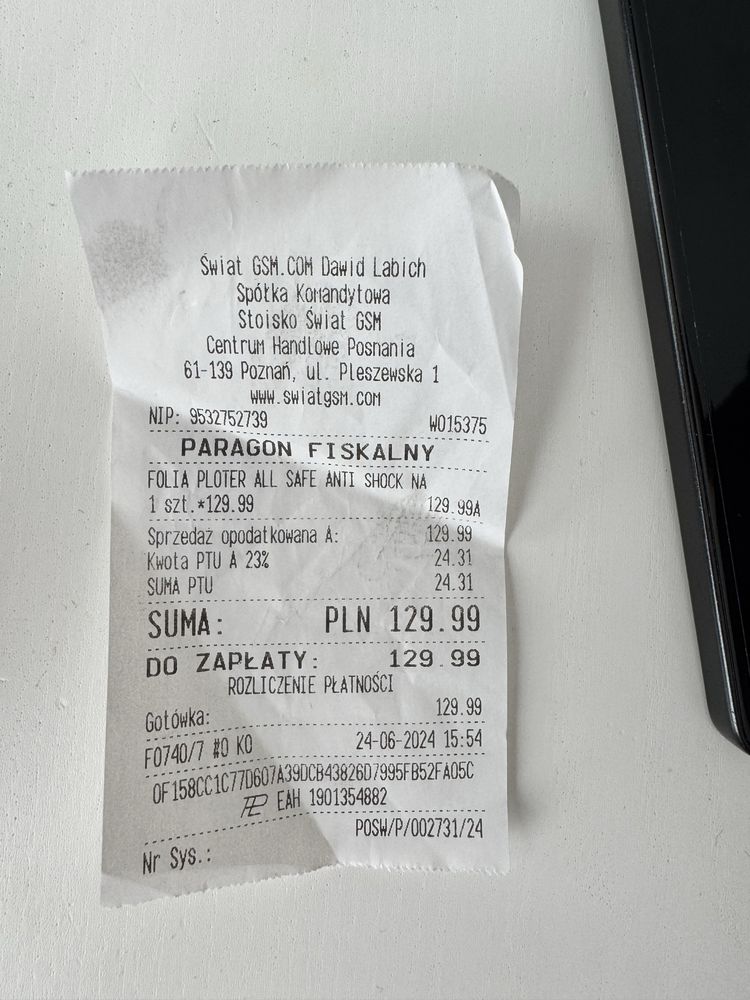 Świat GSM.COM Dawid Labich
Spółka Komandytowa
Stoisko Świat GSM
Centrum Handlowe Posnania
61-139 Poznań, ul. Pleszewska 1
www.swiatgsm.com
NIP: 9532752739 W015375
PARAGON FISKALNY
FOLIA PLOTER ALL SAFE ANTI SHOCK NA
1 szt.*129.99 129.99A
Sprzedaż opodatkowana A: 129.99
Kwota PTU A 23% 24.31
SUMA PTU 24.31
SUMA: PLN 129.99
DO ZAPŁATY: 129.99
ROZLICZENIE PŁATNOŚCI
Gotówka: 129.99
F0740/7 #0 K0 24-06-2024 15:54
0F158CC1C77D607A39DCB43826D7995FB52FA05C
PL EAH 1901354882
POSW/P/002731/24
Nr Sys.: